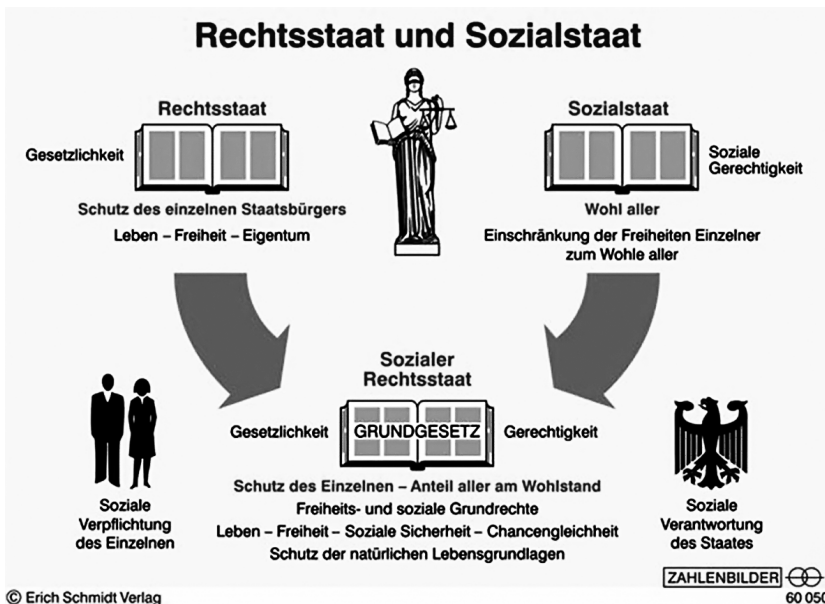 Rechtsstaat und Sozialstaat
Rechtsstaat
Gesetzlichkeit
Schutz des einzelnen Staatsbürgers
Leben – Freiheit – Eigentum
Sozialstaat
Soziale
Gerechtigkeit
Wohl aller
Einschränkung der Freiheiten Einzelner
zum Wohle aller
Sozialer
Rechtsstaat
Gesetzlichkeit
GRUNDGESETZ
Gerechtigkeit
Schutz des Einzelnen – Anteil aller am Wohlstand
Freiheits- und soziale Grundrechte
Leben – Freiheit – Soziale Sicherheit – Chancengleichheit
Schutz der natürlichen Lebensgrundlagen
Soziale
Verpflichtung
des Einzelnen
Soziale
Verantwortung
des Staates
ZAHLENBILDER
© Erich Schmidt Verlag
60 050